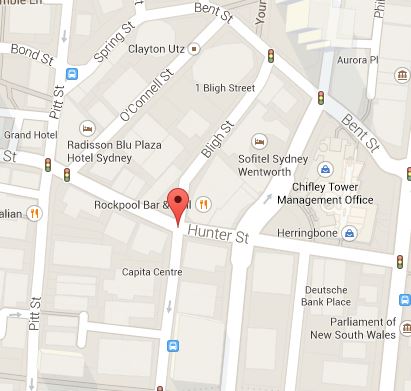 Bent St
Bond St
Spring St
Clayton Utz
Aurora Pl
Pitt St
O'Connell St
1 Bligh Street
Grand Hotel
Bligh St
Bent St
St
Radisson Blu Plaza
Hotel Sydney
Sofitel Sydney
Wentworth
Chifley Tower
Management Office
Rockpool Bar &
Hunter St
Herringbone
alian
Capita Centre
Deutsche
Bank Place
Pitt St
Parliament of
New South Wales